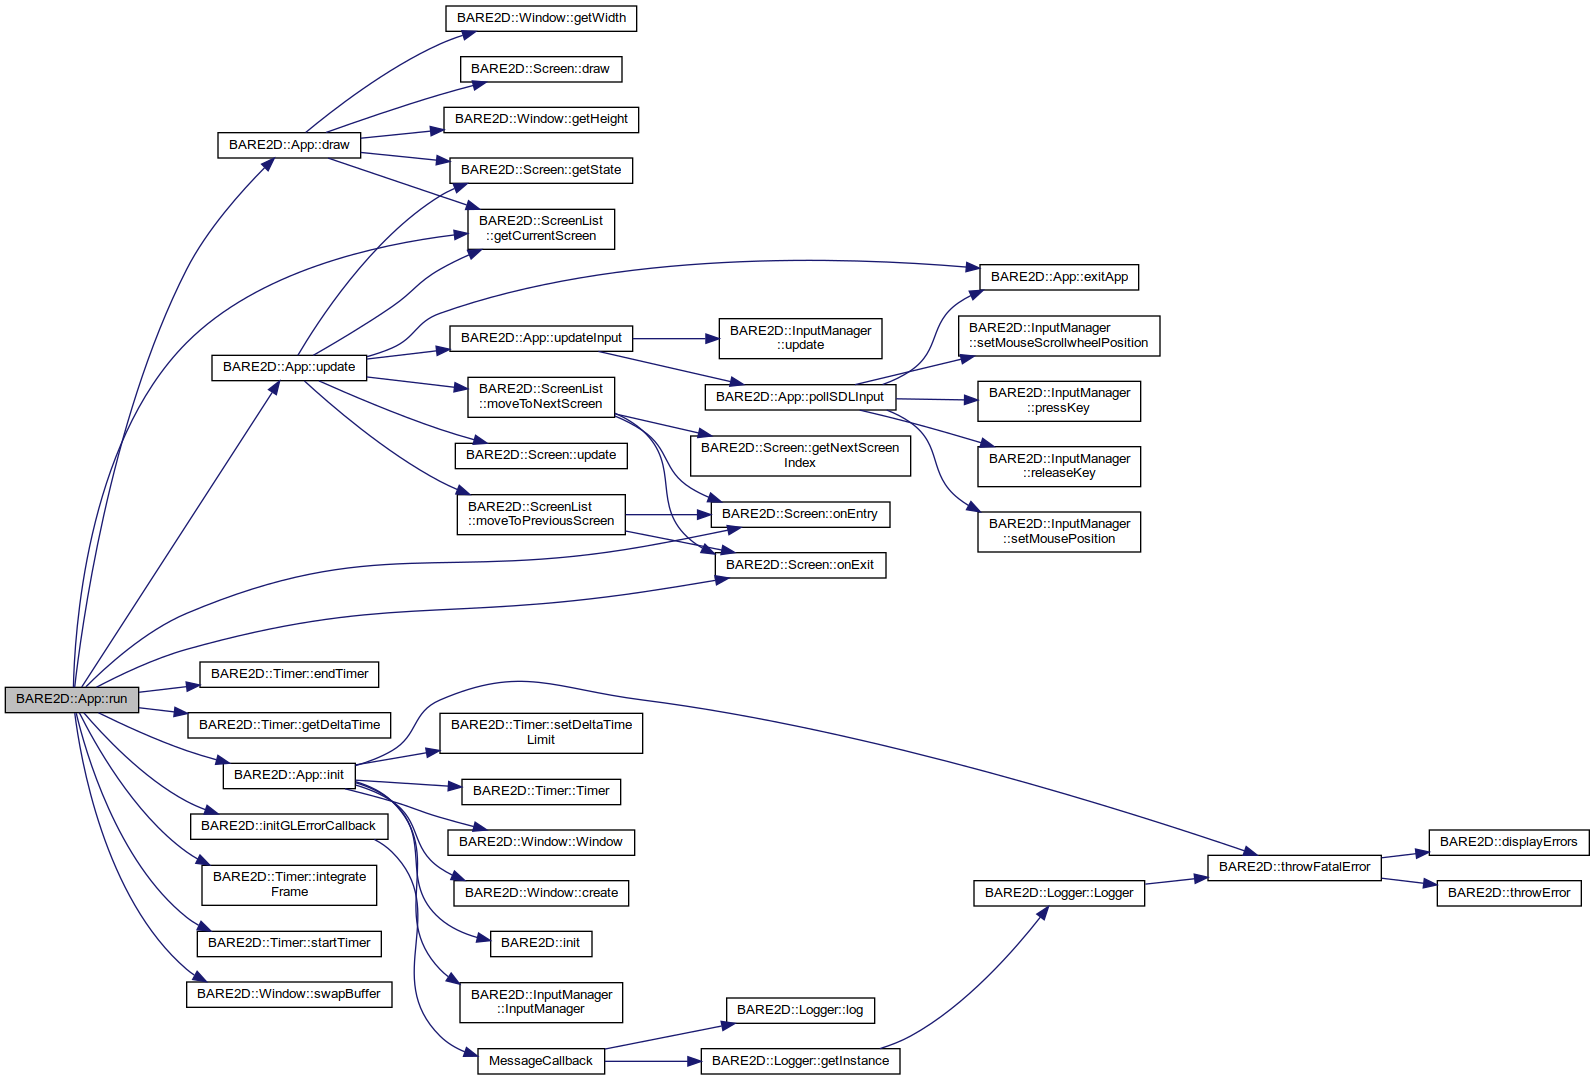 BARE2D::Window::getWidth
BARE2D::Screen::draw
BARE2D::Window::getHeight
BARE2D::App::draw
BARE2D::Screen::getState
BARE2D::ScreenList
::getCurrentScreen
BARE2D::App::exitApp
BARE2D::InputManager
::setMouseScrollwheelPosition
BARE2D::App::updateInput
BARE2D::InputManager
::update
BARE2D::App::update
BARE2D::ScreenList
::moveToNextScreen
BARE2D::App::pollSDLInput
BARE2D::InputManager
::pressKey
BARE2D::Screen::update
BARE2D::Screen::getNextScreen
Index
BARE2D::InputManager
::releaseKey
BARE2D::ScreenList
::moveToPreviousScreen
BARE2D::Screen::onEntry
BARE2D::InputManager
::setMousePosition
BARE2D::Screen::onExit
BARE2D::Timer::endTimer
BARE2D::App::run
BARE2D::Timer::getDeltaTime
BARE2D::Timer::setDeltaTime
Limit
BARE2D::App::init
BARE2D::Timer::Timer
BARE2D::initGLErrorCallback
BARE2D::Window::Window
BARE2D::displayErrors
BARE2D::throwFatalError
BARE2D::Timer::integrate
Frame
BARE2D::Window::create
BARE2D::Logger::Logger
BARE2D::throwError
BARE2D::Timer::startTimer
BARE2D::init
BARE2D::Window::swapBuffer
BARE2D::InputManager
::InputManager
BARE2D::Logger::log
MessageCallback
BARE2D::Logger::getInstance